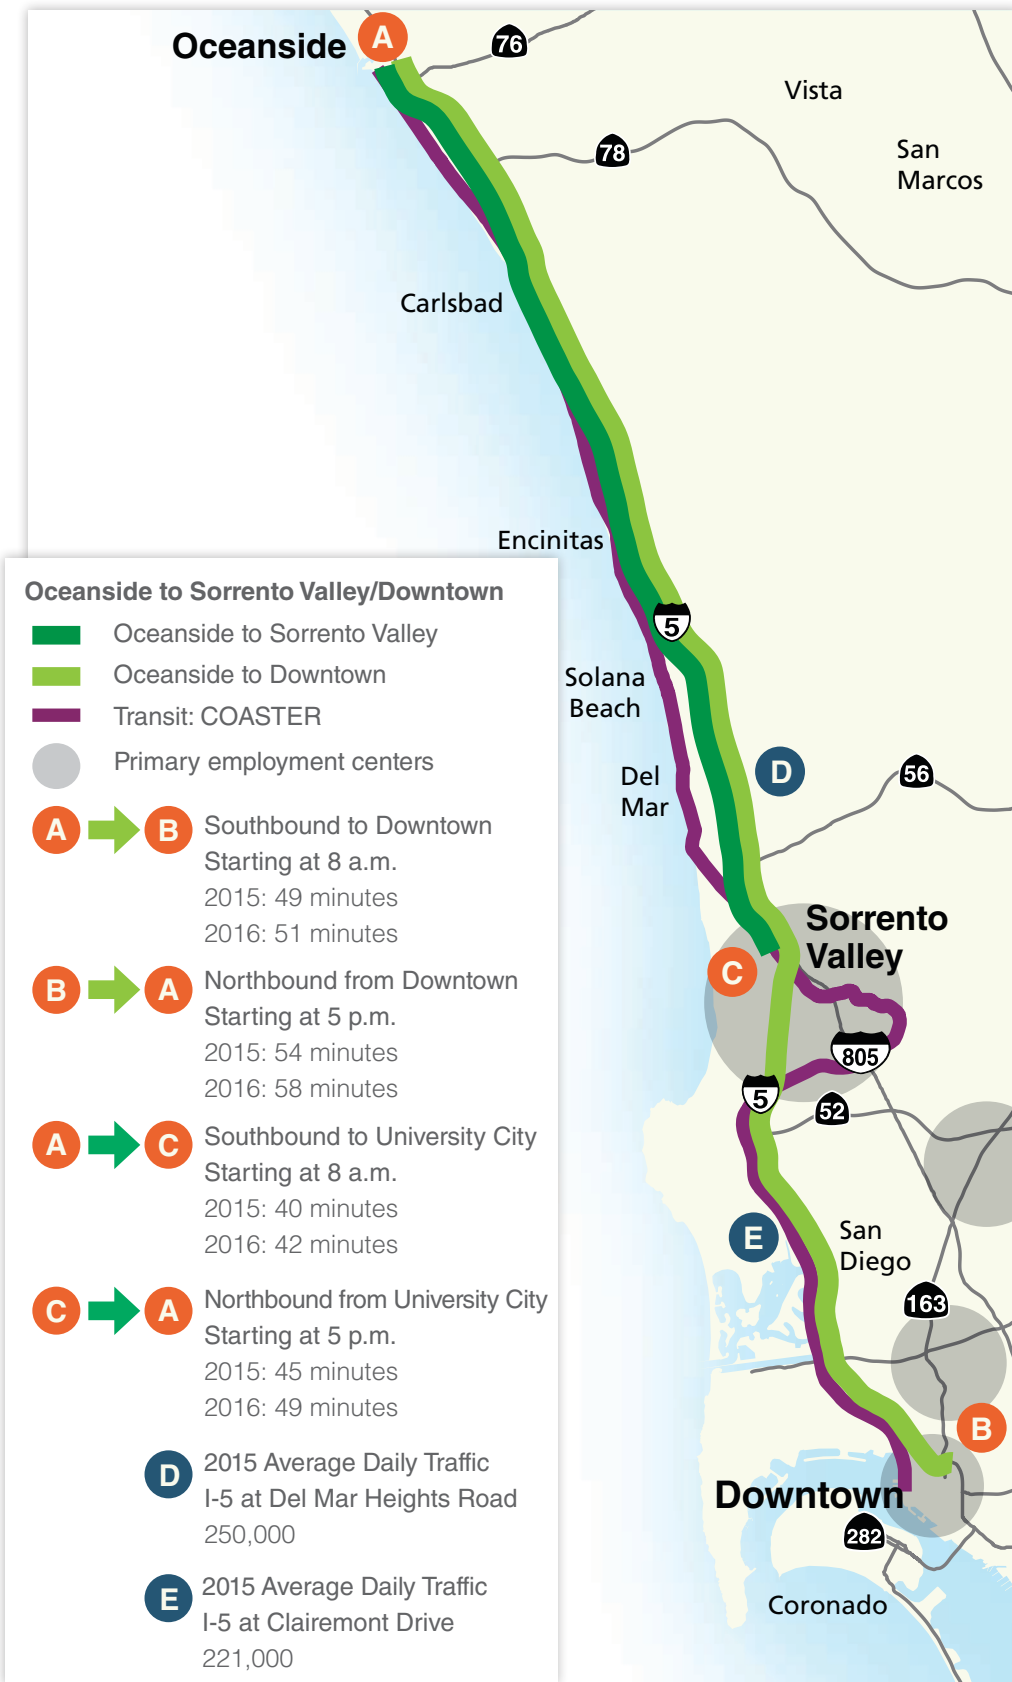 Oceanside
A
76
Vista
78
San
Marcos
Carlsbad
Encinitas
5
Solana
Beach
Del
Mar
D
56
Sorrento
Valley
C
805
5
52
E
San
Diego
163
B
Downtown
282
Coronado
Oceanside to Sorrento Valley/Downtown
Oceanside to Sorrento Valley
Oceanside to Downtown
Transit: COASTER
Primary employment centers
A B Southbound to Downtown
Starting at 8 a.m.
2015: 49 minutes
2016: 51 minutes
B A Northbound from Downtown
Starting at 5 p.m.
2015: 54 minutes
2016: 58 minutes
A C Southbound to University City
Starting at 8 a.m.
2015: 40 minutes
2016: 42 minutes
C A Northbound from University City
Starting at 5 p.m.
2015: 45 minutes
2016: 49 minutes
D 2015 Average Daily Traffic
I-5 at Del Mar Heights Road
250,000
E 2015 Average Daily Traffic
I-5 at Clairemont Drive
221,000